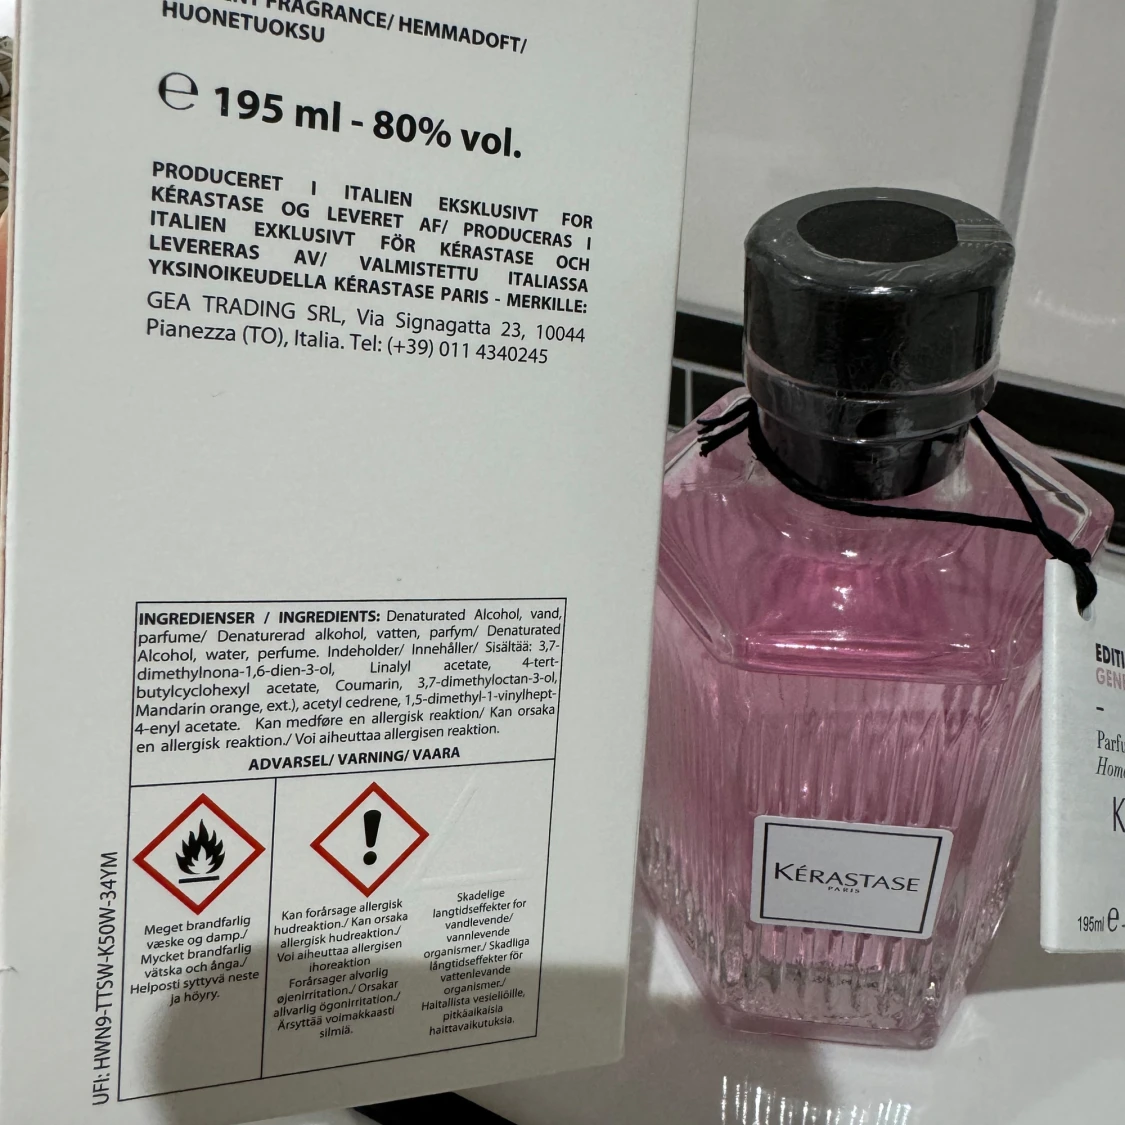 FRAGRANCE/ HEMMADOFT/
HUONETUOKSU
℮ 195 ml - 80% vol.
PRODUCERET I ITALIEN EKSKLUSIVT FOR
KÉRASTASE OG LEVERET AF/ PRODUCERAS I
ITALIEN EXKLUSIVT FÖR KÉRASTASE OCH
LEVERERAS AV/ VALMISTETTU ITALIASSA
YKSINOIKEUDELLA KÉRASTASE PARIS - MERKILLE:
GEA TRADING SRL, Via Signagatta 23, 10044
Pianezza (TO), Italia. Tel: (+39) 011 4340245
INGREDIENSER / INGREDIENTS: Denaturated Alcohol, vand,
parfume/ Denaturerad alkohol, vatten, parfym/ Denaturated
Alcohol, water, perfume. Indeholder/ Innehåller/ Sisältää: 3,7-
dimethylnona-1,6-dien-3-ol, Linalyl acetate, 4-tert-
butylcyclohexyl acetate, Coumarin, 3,7-dimethyloctan-3-ol,
Mandarin orange, ext.), acetyl cedrene, 1,5-dimethyl-1-vinylhept-
4-enyl acetate. Kan medføre en allergisk reaktion/ Kan orsaka
en allergisk reaktion./ Voi aiheuttaa allergisen reaktion.
ADVARSEL/ VARNING/ VAARA
Meget brandfarlig
væske og damp./
Mycket brandfarlig
vätska och ånga./
Helposti syttyvä neste
ja höyry.
Kan forårsage allergisk
hudreaktion./ Kan orsaka
allergisk hudreaktion./
Voi aiheuttaa allergisen
ihoreaktion
Forårsager alvorlig
øjenirritation./ Orsakar
allvarlig ögonirritation./
Ärsyttää voimakkaasti
silmiä.
Skadelige
langtidseffekter for
vandlevende/
vannlevende
organismer./ Skadliga
långtidseffekter för
vattenlevande
organismer./
Haitallista vesieliöille,
pitkäaikaisia
haittavaikutuksia.
UFI: HWN9-TTSW-K50W-34YM
KÉRASTASE
PARIS
EDITI
GEN
-
Parfu
Home
K
195ml ℮ -